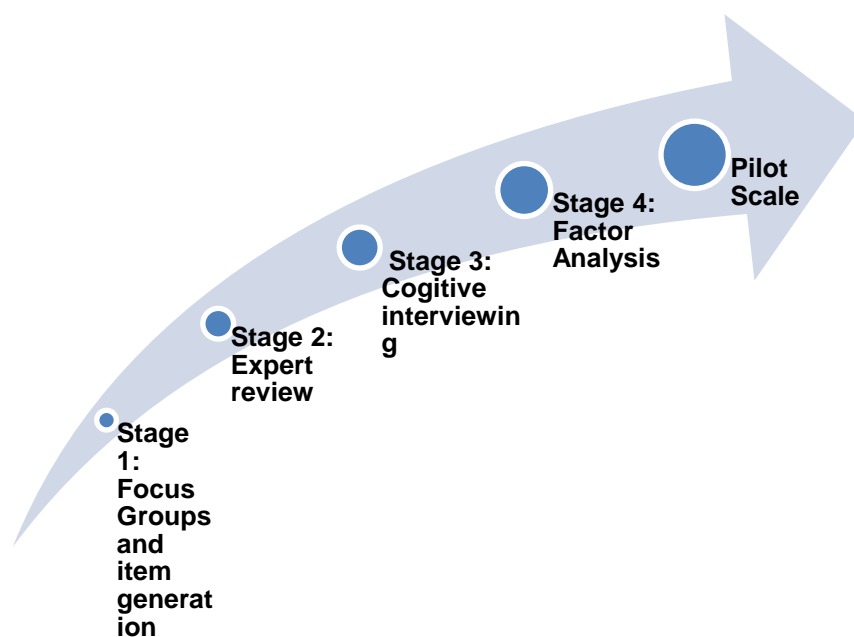 Stage
1:
Focus
Groups
and
item
generat
ion
Stage 2:
Expert
review
Stage 3:
Cogitive
interviewin
g
Stage 4:
Factor
Analysis
Pilot
Scale